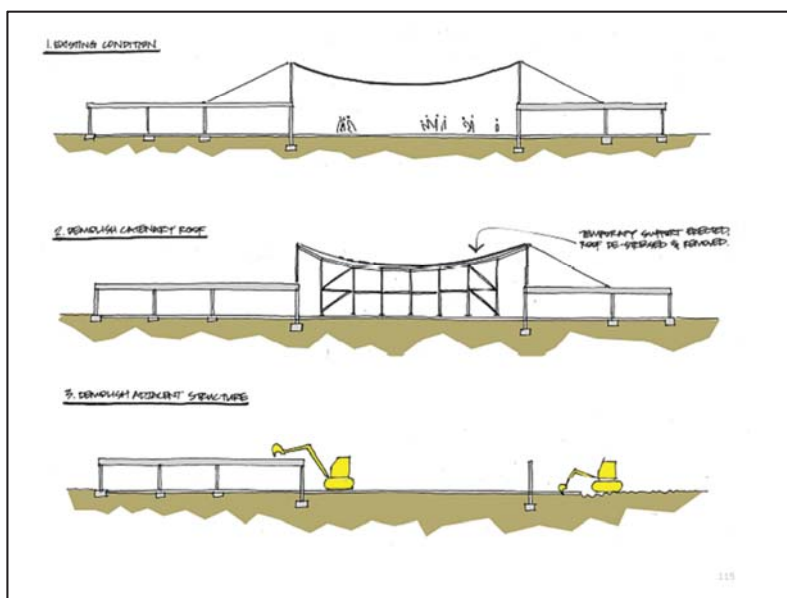 1. EXISTING CONDITION
2. DEMOLISH CATENARY ROOF
TEMPORARY SUPPORT ERECTED,
ROOF DE-STRESSED & REMOVED.
3. DEMOLISH ADJACENT STRUCTURE
115